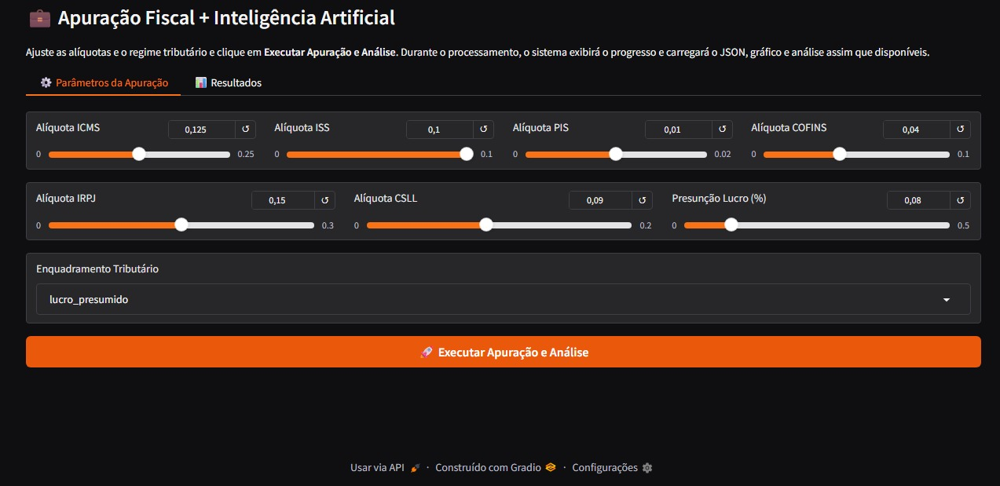 Apuração Fiscal + Inteligência Artificial
Ajuste as alíquotas e o regime tributário e clique em Executar Apuração e Análise. Durante o processamento, o sistema exibirá o progresso e carregará o JSON, gráfico e análise assim que disponíveis.
Parâmetros da Apuração Resultados
Alíquota ICMS 0,125 Alíquota ISS 0,1 Alíquota PIS 0,01 Alíquota COFINS 0,04
0 0.25 0 0.1 0 0.02 0 0.1
Alíquota IRPJ 0,15 Alíquota CSLL 0,09 Presunção Lucro (%) 0,08
0 0.3 0 0.2 0 0.5
Enquadramento Tributário
lucro_presumido
Executar Apuração e Análise
Usar via API · Construído com Gradio · Configurações